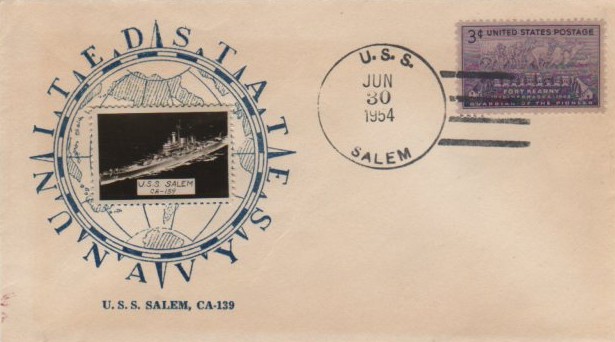 UNITED STATES NAVY
U.S.S. SALEM
CA-139
U. S. S. SALEM, CA-139
U. S. S.
JUN
30
1954
SALEM
3¢ UNITED STATES POSTAGE
FORT KEARNY
GUARDIAN OF THE PIONEER